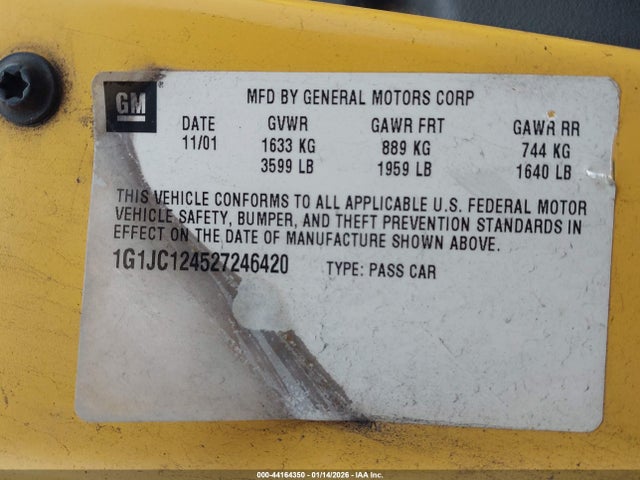 GM
MFD BY GENERAL MOTORS CORP
DATE GVWR GAWR FRT GAWR RR
11/01 1633 KG 889 KG 744 KG
3599 LB 1959 LB 1640 LB
THIS VEHICLE CONFORMS TO ALL APPLICABLE U.S. FEDERAL MOTOR
VEHICLE SAFETY, BUMPER, AND THEFT PREVENTION STANDARDS IN
EFFECT ON THE DATE OF MANUFACTURE SHOWN ABOVE.
1G1JC124527246420 TYPE: PASS CAR
000-44164350 - 01/14/2026 - IAA Inc.